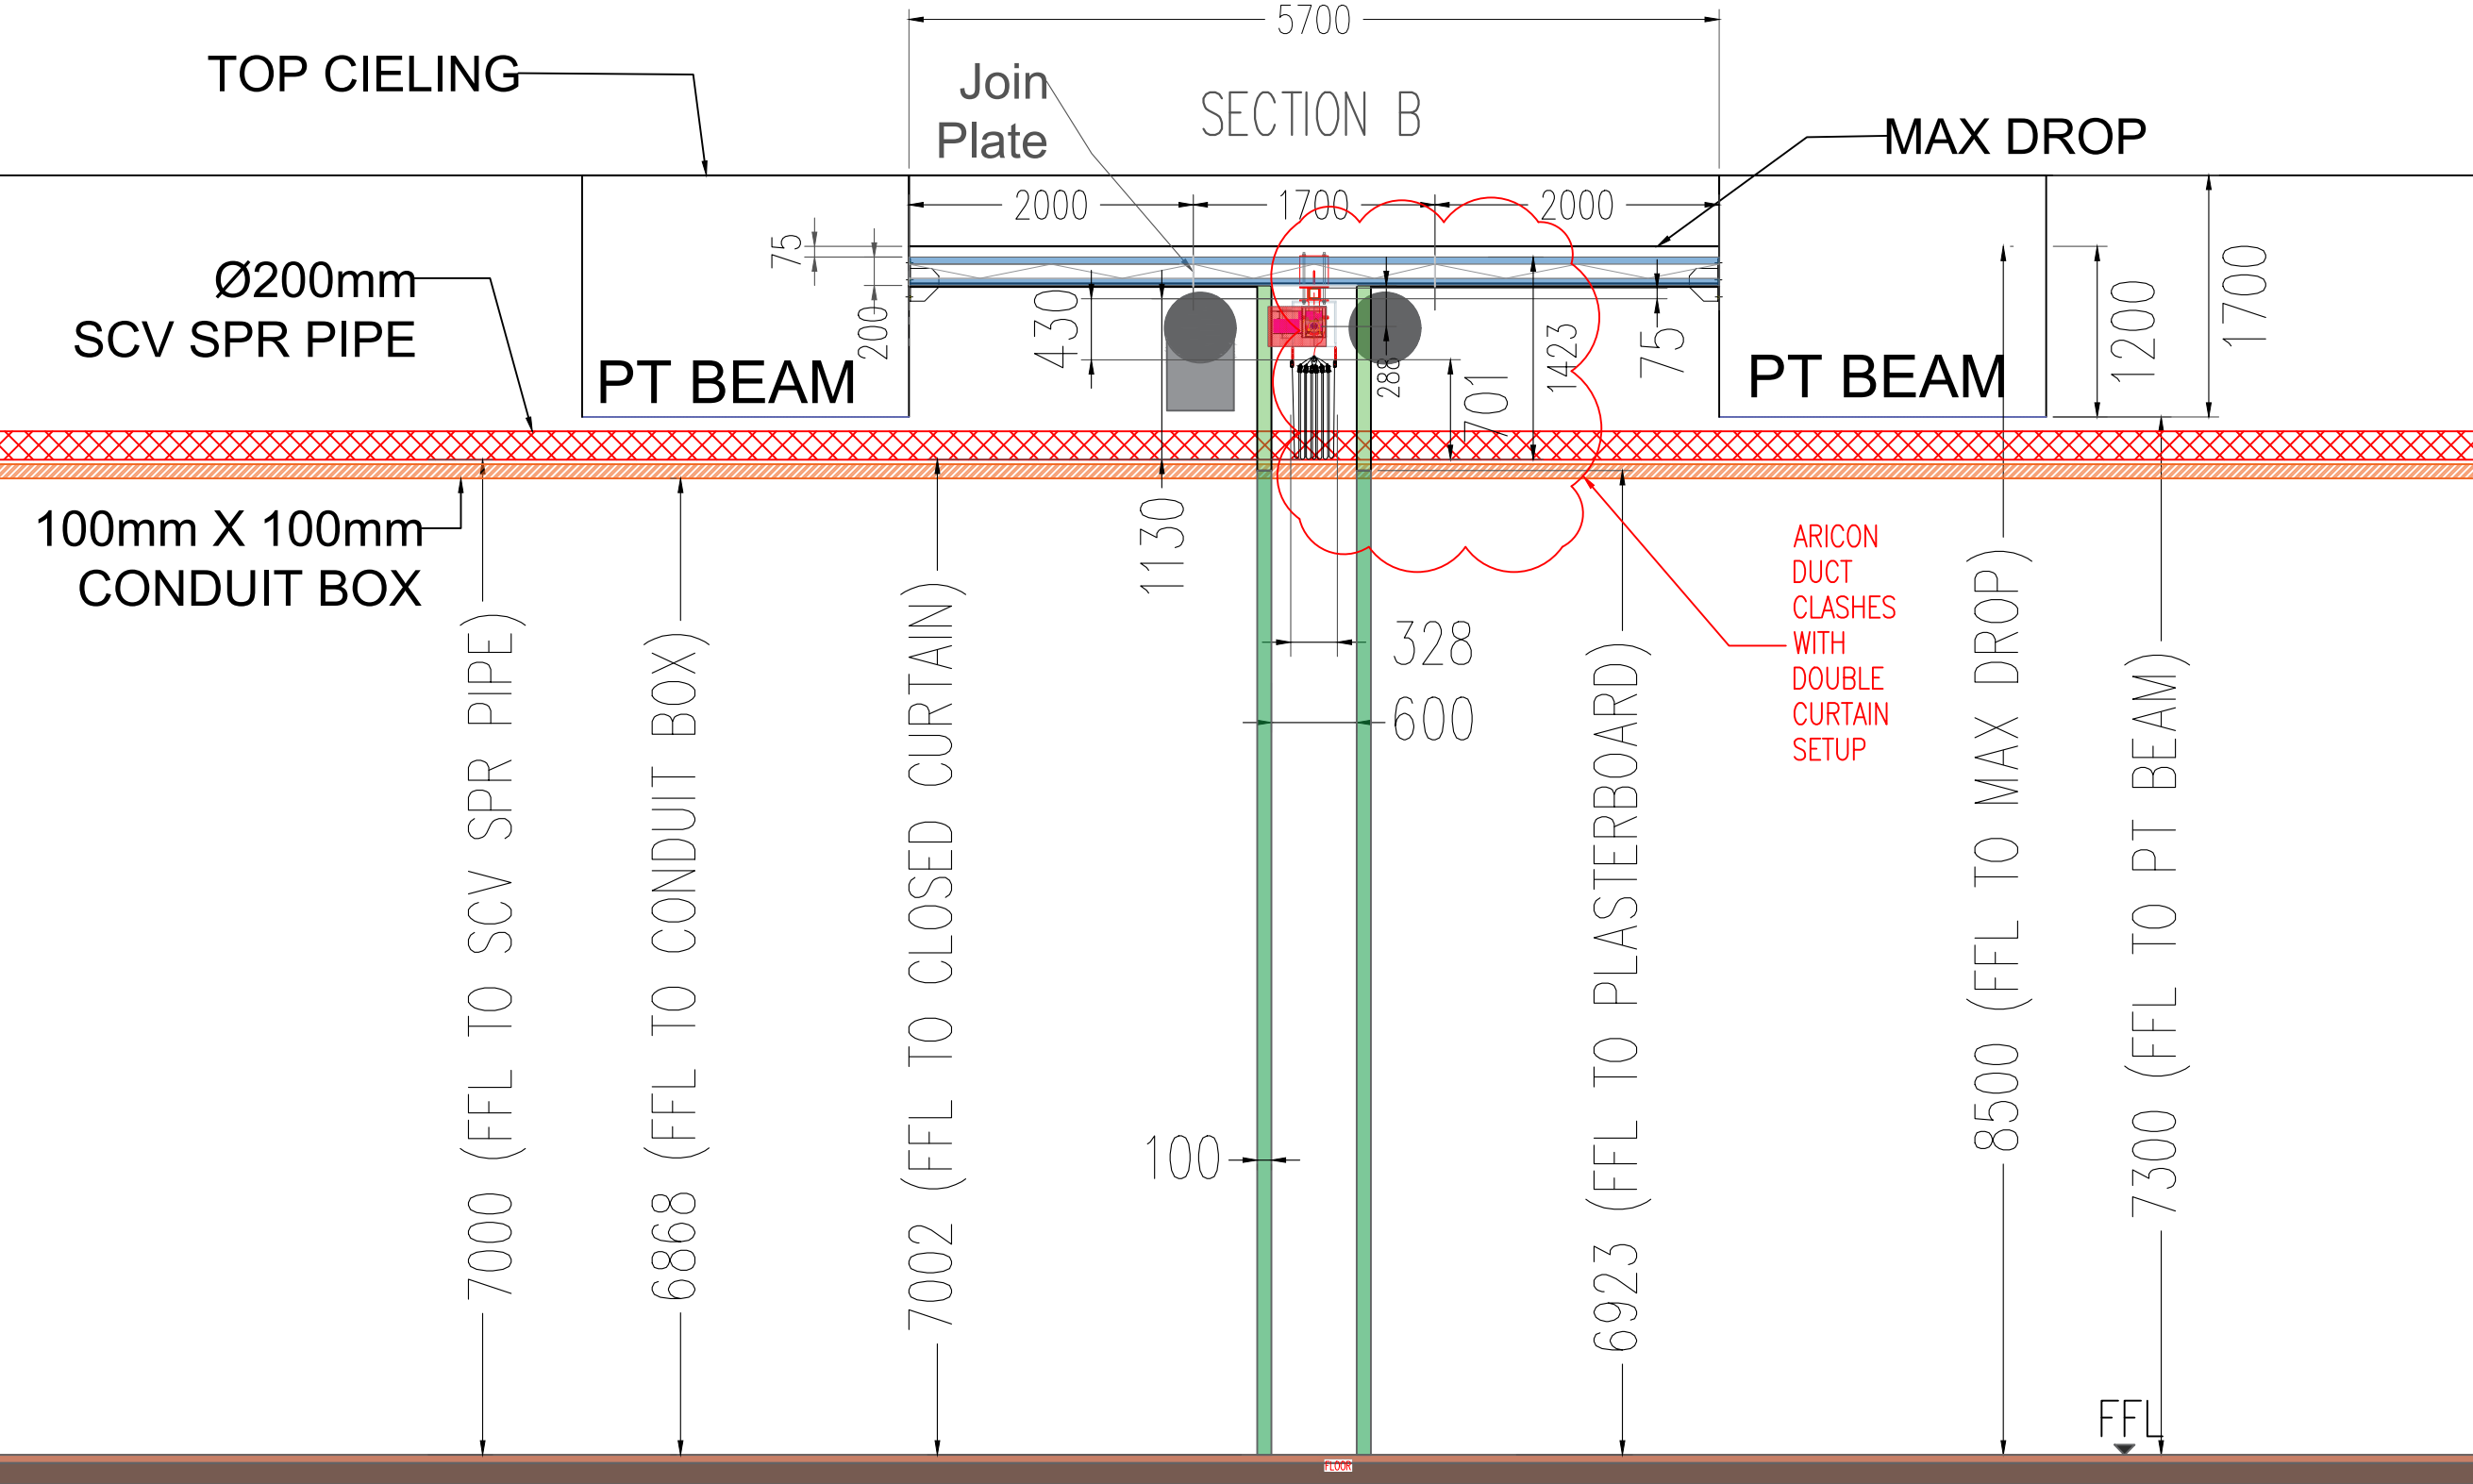 5700
TOP CIELING
Join
Plate
SECTION B
MAX DROP
2000
1700
2000
75
200
Ø200mm
SCV SPR PIPE
PT BEAM
430
288
701
1423
75
PT BEAM
1200
1700
100mm X 100mm
CONDUIT BOX
1130
328
600
100
ARICON
DUCT
CLASHES
WITH
DOUBLE
CURTAIN
SETUP
7000 (FFL TO SCV SPR PIPE)
6868 (FFL TO CONDUIT BOX)
7002 (FFL TO CLOSED CURTAIN)
6923 (FFL TO PLASTERBOARD)
8500 (FFL TO MAX DROP)
7300 (FFL TO PT BEAM)
FFL
FLOOR